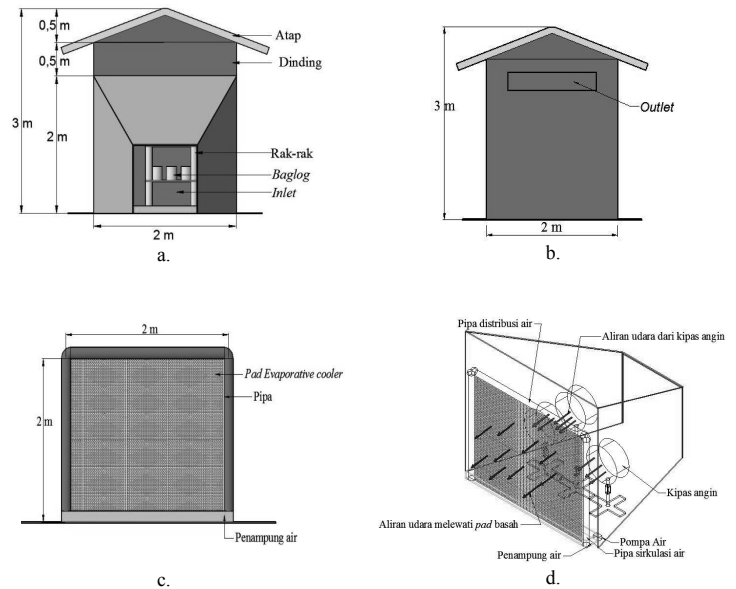 0,5 m
Atap
0,5 m
Dinding
3 m
2 m
Rak-rak
Baglog
Inlet
2 m
a.
3 m
Outlet
2 m
b.
2 m
Pad Evaporative cooler
Pipa
2 m
Penampung air
c.
Pipa distribusi air
Aliran udara dari kipas angin
Kipas angin
Aliran udara melewati pad basah
Pompa Air
Penampung air
Pipa sirkulasi air
d.